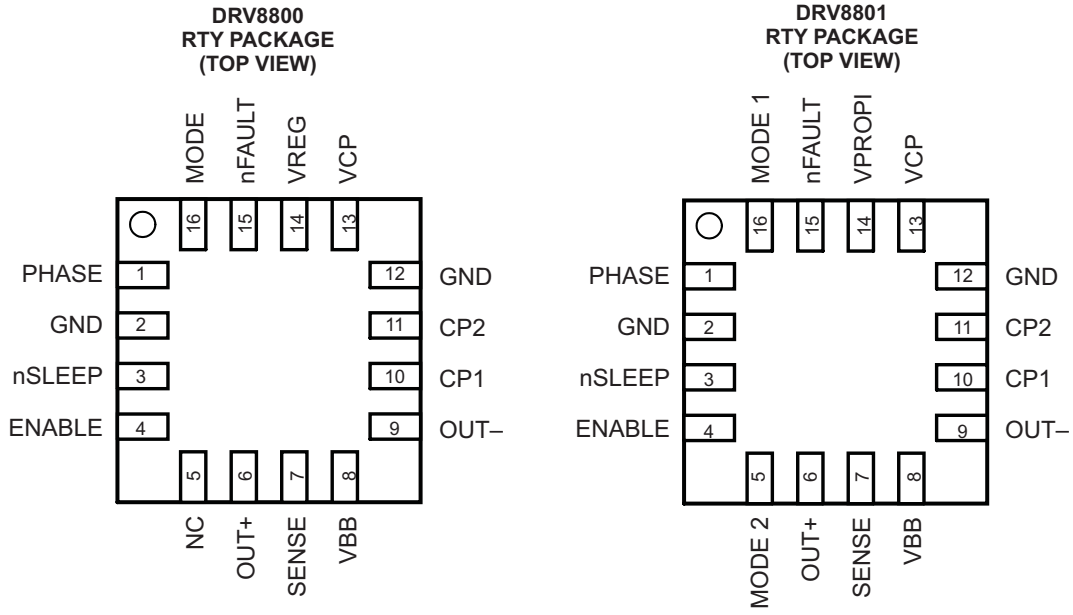 DRV8800
RTY PACKAGE
(TOP VIEW)
MODE
nFAULT
VREG
VCP
16
15
14
13
PHASE 1
12 GND
GND 2
11 CP2
nSLEEP 3
10 CP1
ENABLE 4
9 OUT–
5
6
7
8
NC
OUT+
SENSE
VBB
DRV8801
RTY PACKAGE
(TOP VIEW)
MODE 1
nFAULT
VPROPI
VCP
16
15
14
13
PHASE 1
12 GND
GND 2
11 CP2
nSLEEP 3
10 CP1
ENABLE 4
9 OUT–
5
6
7
8
MODE 2
OUT+
SENSE
VBB